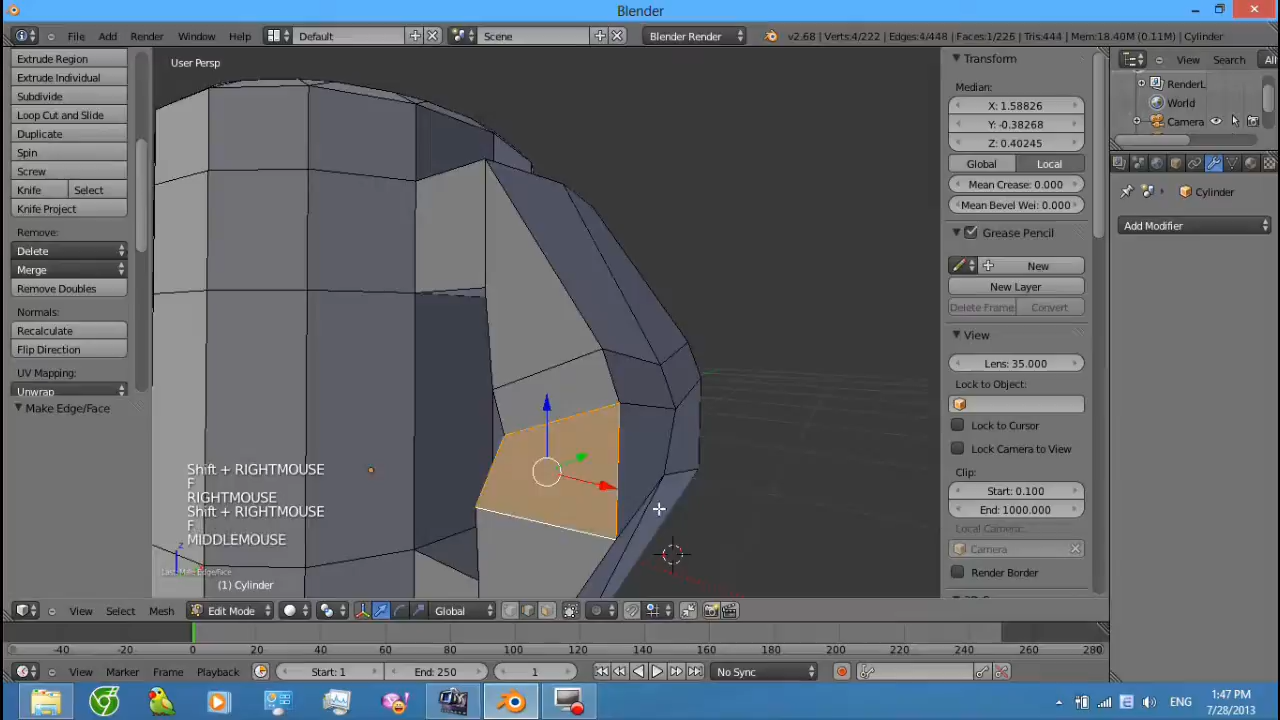 Blender
File Add Render Window Help Default Scene Blender Render v2.68 | Verts:4/222 | Edges:4/448 | Faces:1/226 | Tris:444 | Mem:18.40M (0.11M) | Cylinder
Extrude Region
Extrude Individual
Subdivide
Loop Cut and Slide
Duplicate
Spin
Screw
Knife Select
Knife Project
Remove:
Delete
Merge
Remove Doubles
Normals:
Recalculate
Flip Direction
UV Mapping:
Unwrap
Make Edge/Face
User Persp
Shift + RIGHTMOUSE
F
RIGHTMOUSE
Shift + RIGHTMOUSE
F
MIDDLEMOUSE
Last: Make Edge/Face
(1) Cylinder
Transform
Median:
X: 1.58826
Y: -0.38268
Z: 0.40245
Global Local
Mean Crease: 0.000
Mean Bevel Wei: 0.000
Grease Pencil
New
New Layer
Delete Frame Convert
View
Lens: 35.000
Lock to Object:
Lock to Cursor
Lock Camera to View
Clip:
Start: 0.100
End: 1000.000
Local Camera:
Camera
Render Border
View Search All
RenderL
World
Camera
Cylinder
Add Modifier
View Select Mesh Edit Mode Global
-40 -20 0 20 40 60 80 100 120 140 160 180 200 220 240 260 280
View Marker Frame Playback Start: 1 End: 250 1 No Sync
ENG
1:47 PM
7/28/2013